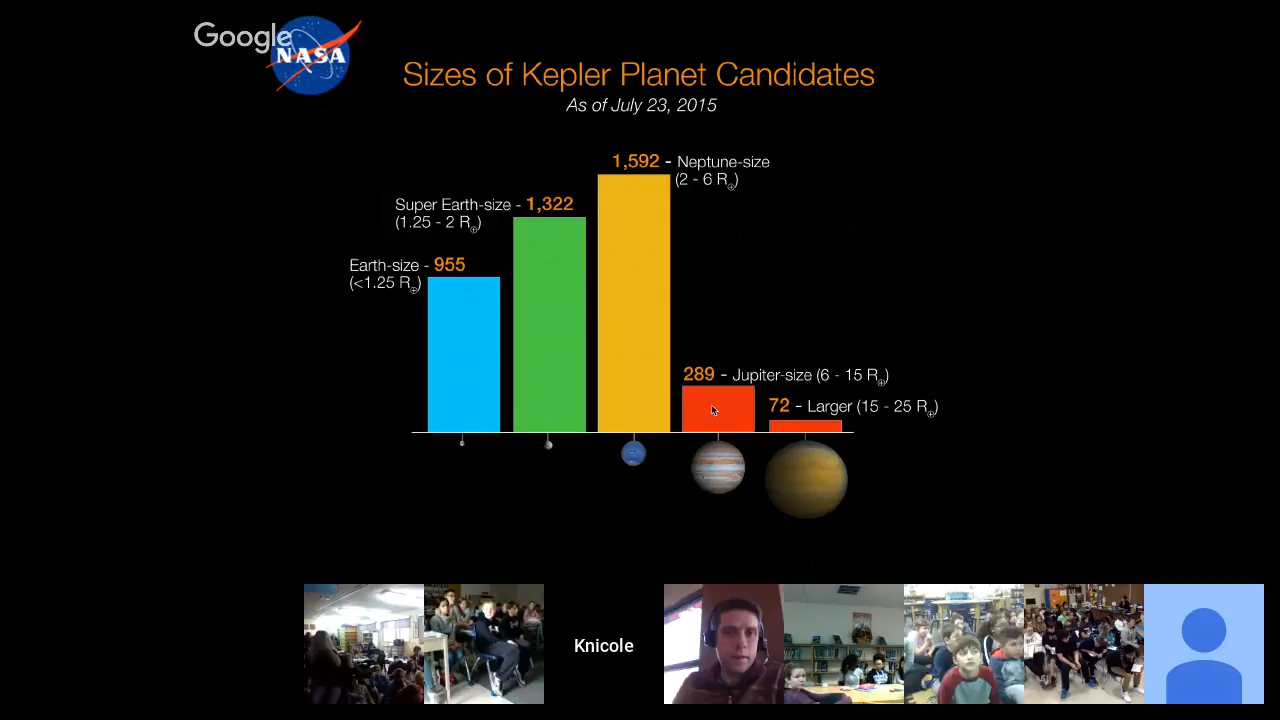 Google
NASA
Sizes of Kepler Planet Candidates
As of July 23, 2015
1,592 - Neptune-size
(2 - 6 R⊕)
Super Earth-size - 1,322
(1.25 - 2 R⊕)
Earth-size - 955
(<1.25 R⊕)
289 - Jupiter-size (6 - 15 R⊕)
72 - Larger (15 - 25 R⊕)
Knicole